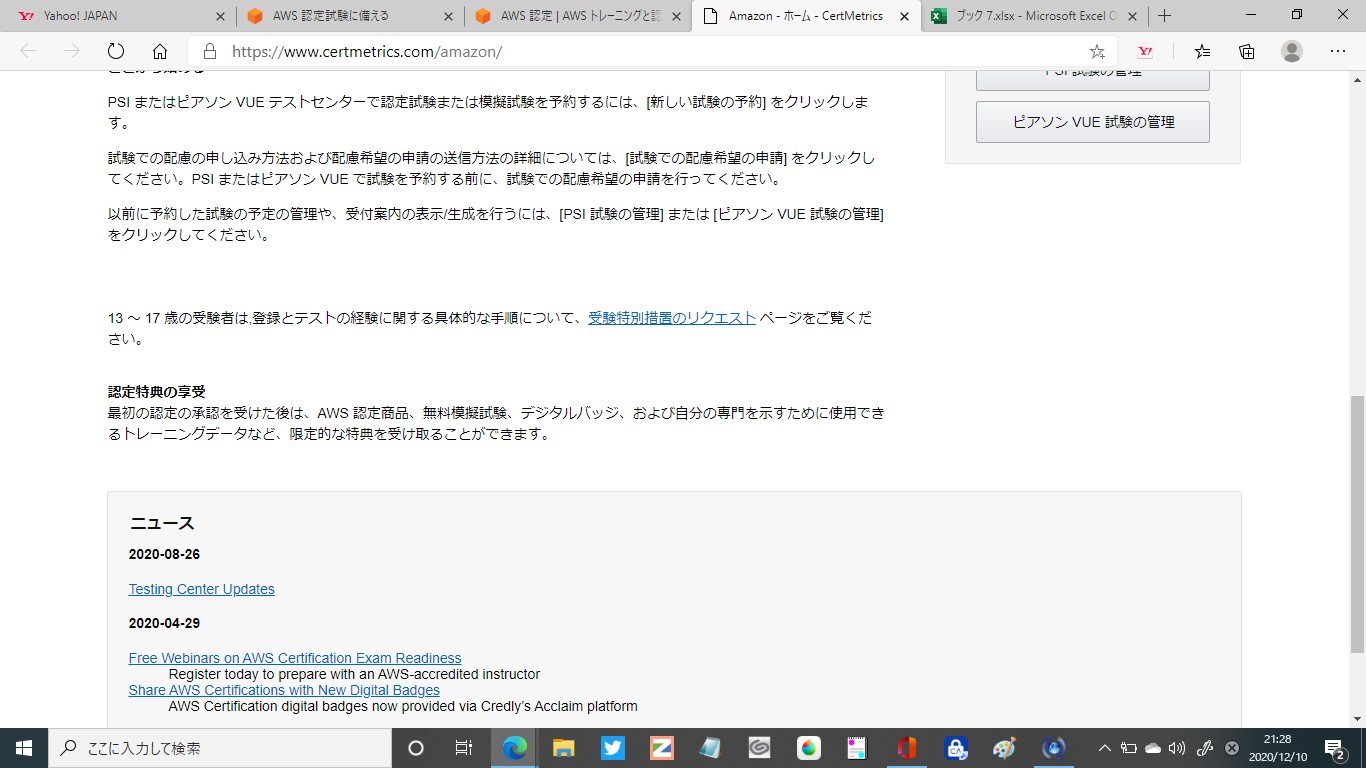 Yahoo! JAPAN
AWS 認定試験に備える
AWS 認定 | AWS トレーニングと認
Amazon - ホーム - CertMetrics
ブック 7.xlsx - Microsoft Excel O
https://www.certmetrics.com/amazon/
PSI 試験の管理
PSI またはピアソン VUE テストセンターで認定試験または模擬試験を予約するには、[新しい試験の予約] をクリックしま
す。
ピアソン VUE 試験の管理
試験での配慮の申し込み方法および配慮希望の申請の送信方法の詳細については、[試験での配慮希望の申請] をクリックし
てください。PSI またはピアソン VUE で試験を予約する前に、試験での配慮希望の申請を行ってください。
以前に予約した試験の予定の管理や、受付案内の表示/生成を行うには、[PSI 試験の管理] または [ピアソン VUE 試験の管理]
をクリックしてください。
13 ～ 17 歳の受験者は,登録とテストの経験に関する具体的な手順について、受験特別措置のリクエスト ページをご覧くだ
さい。
認定特典の享受
最初の認定の承認を受けた後は、AWS 認定商品、無料模擬試験、デジタルバッジ、および自分の専門を示すために使用でき
るトレーニングデータなど、限定的な特典を受け取ることができます。
ニュース
2020-08-26
Testing Center Updates
2020-04-29
Free Webinars on AWS Certification Exam Readiness
Register today to prepare with an AWS-accredited instructor
Share AWS Certifications with New Digital Badges
AWS Certification digital badges now provided via Credly's Acclaim platform
ここに入力して検索
21:28
2020/12/10
2